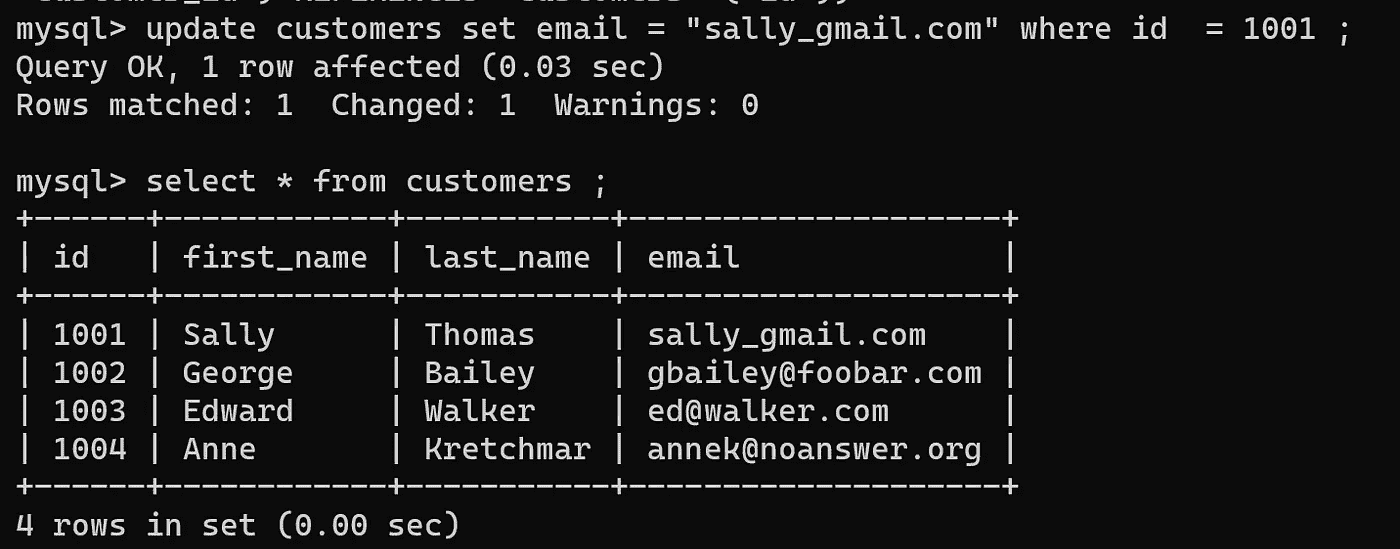 mysql> update customers set email = "sally_gmail.com" where id  = 1001 ;
Query OK, 1 row affected (0.03 sec)
Rows matched: 1  Changed: 1  Warnings: 0
mysql> select * from customers ;
+------+------------+-----------+--------------------+
| id   | first_name | last_name | email              |
+------+------------+-----------+--------------------+
| 1001 | Sally      | Thomas    | sally_gmail.com    |
| 1002 | George     | Bailey    | gbailey@foobar.com |
| 1003 | Edward     | Walker    | ed@walker.com      |
| 1004 | Anne       | Kretchmar | annek@noanswer.org |
+------+------------+-----------+--------------------+
4 rows in set (0.00 sec)